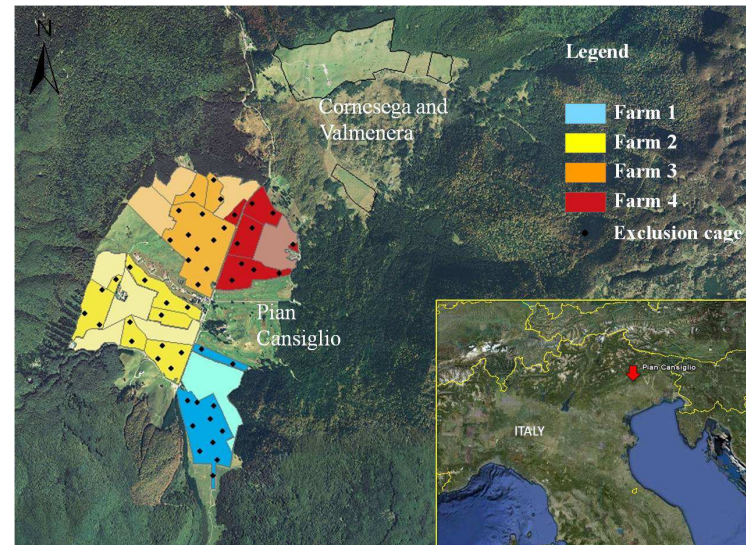 N
Legend
Cornesega and
Valmenera
Farm 1
Farm 2
Farm 3
Farm 4
Exclusion cage
Pian
Cansiglio
Pian Cansiglio
ITALY